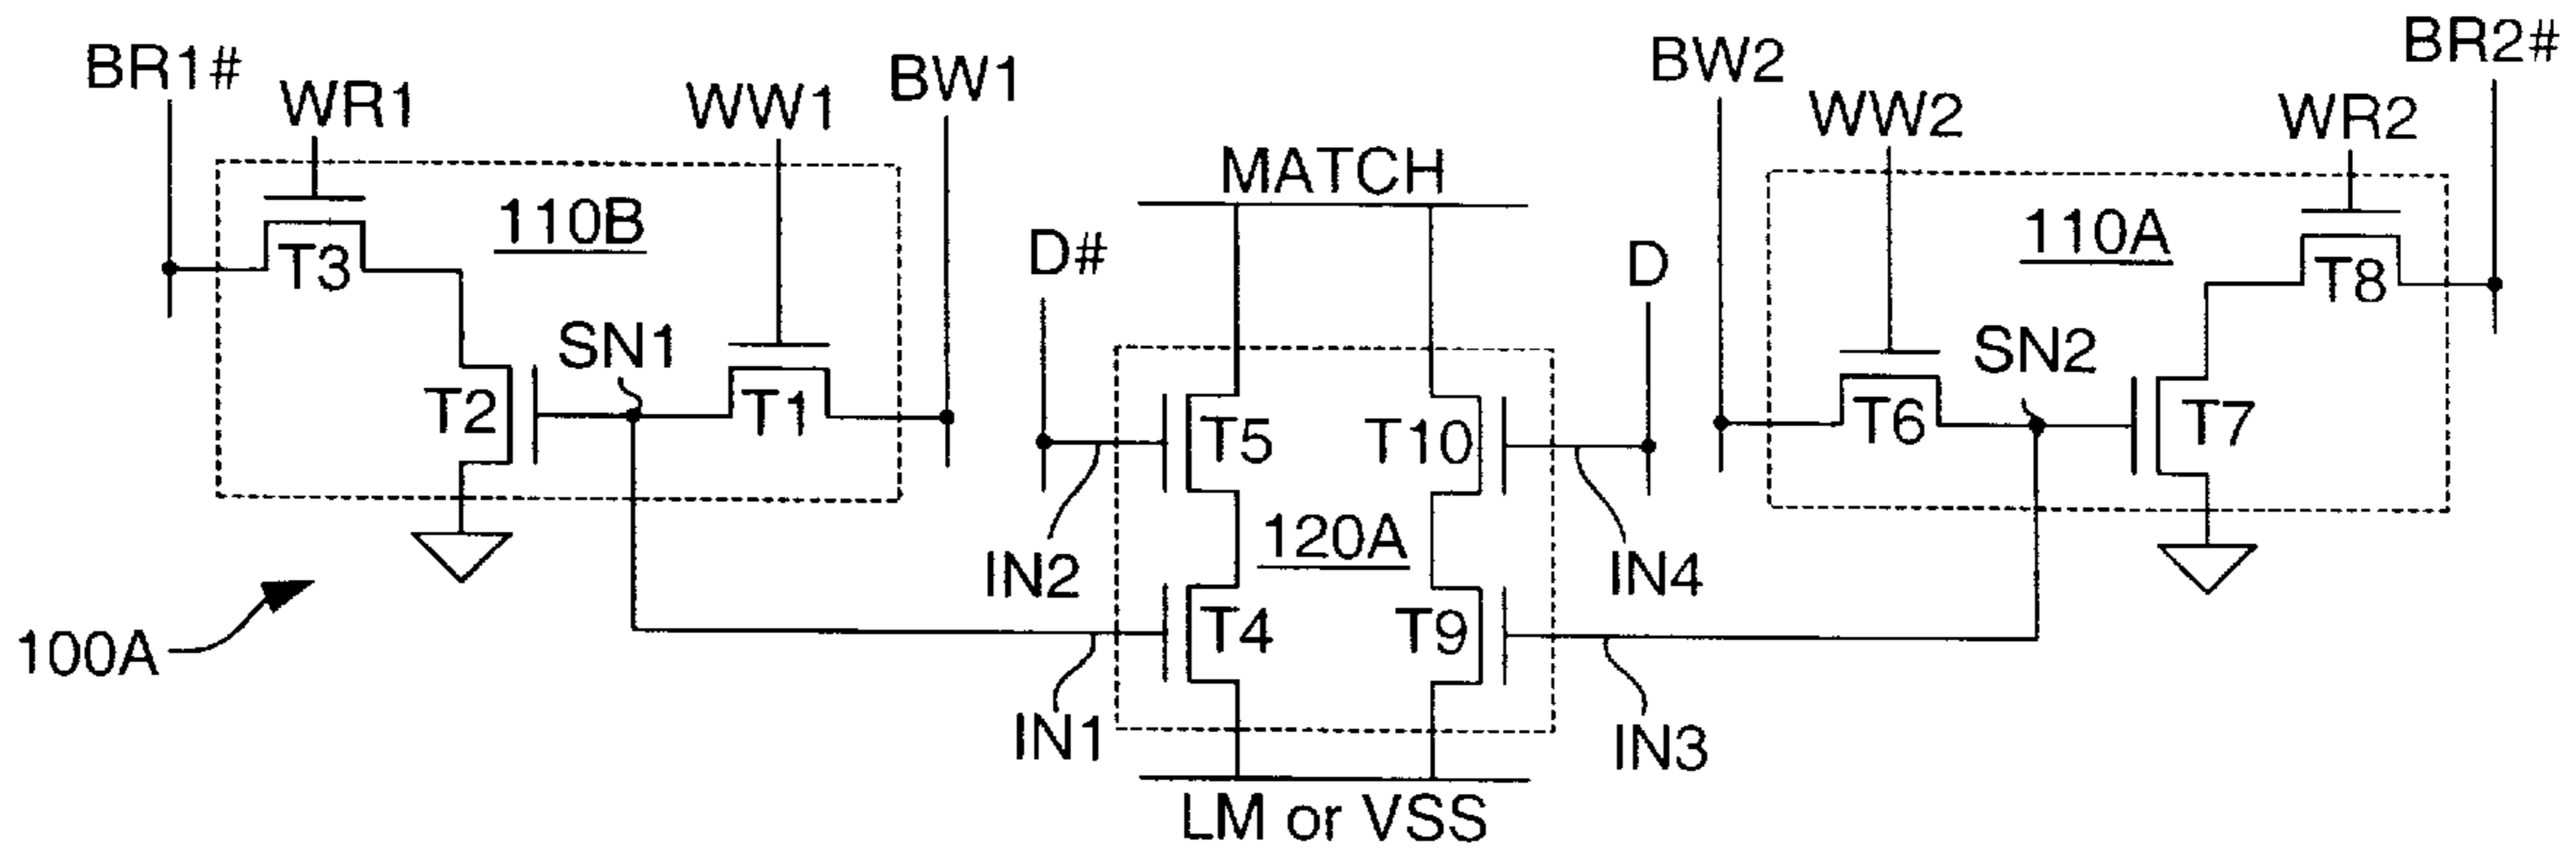 BR1#
WR1
WW1
BW1
BW2
WW2
WR2
BR2#
MATCH
110B
110A
D#
D
T3
T8
SN1
SN2
T2
T1
T5
T10
T6
T7
120A
IN2
IN4
T4
T9
100A
IN1
IN3
LM or VSS